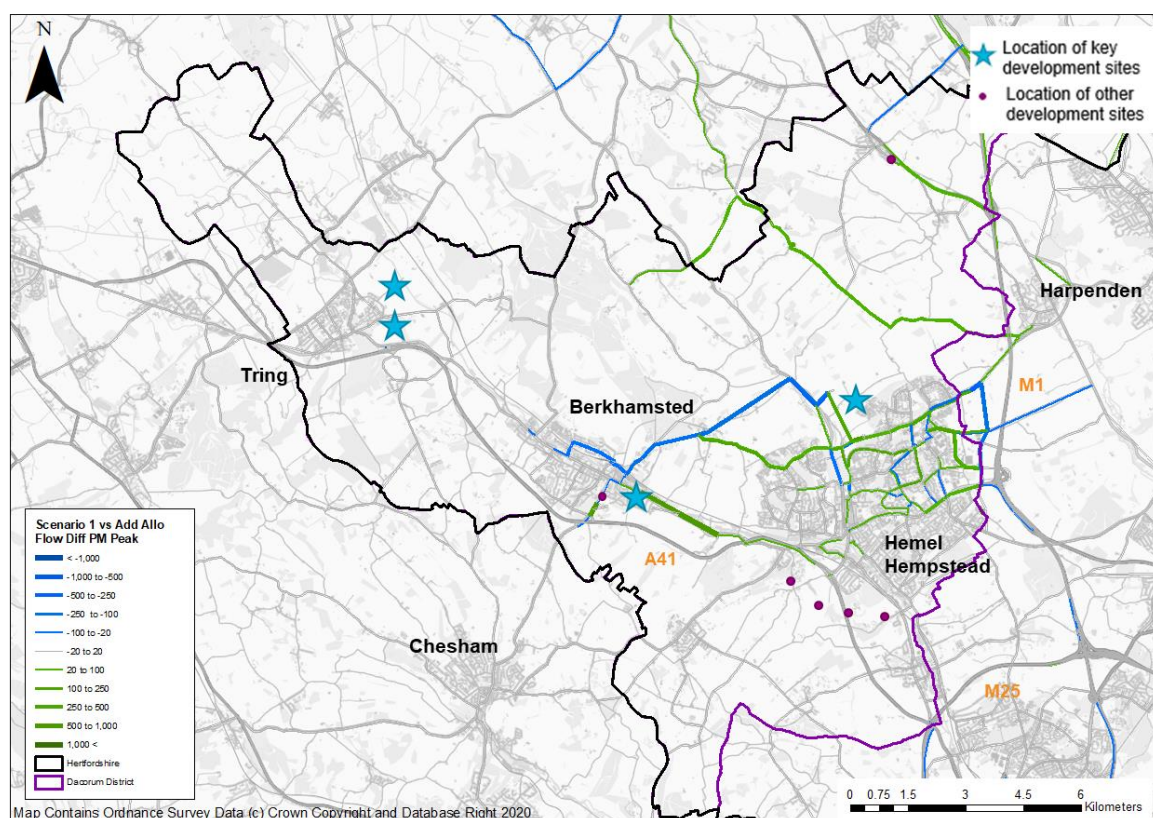 N
Location of key
development sites
Location of other
development sites
Harpenden
Tring
M1
Berkhamsted
A41
Hemel
Hempstead
Chesham
M25
Scenario 1 vs Add Allo
Flow Diff PM Peak
< -1,000
-1,000 to -500
-500 to -250
-250 to -100
-100 to -20
-20 to 20
20 to 100
100 to 250
250 to 500
500 to 1,000
1,000 <
Hertfordshire
Dacorum District
0 0.75 1.5 3 4.5 6
Kilometers
Map Contains Ordnance Survey Data (c) Crown Copyright and Database Right 2020